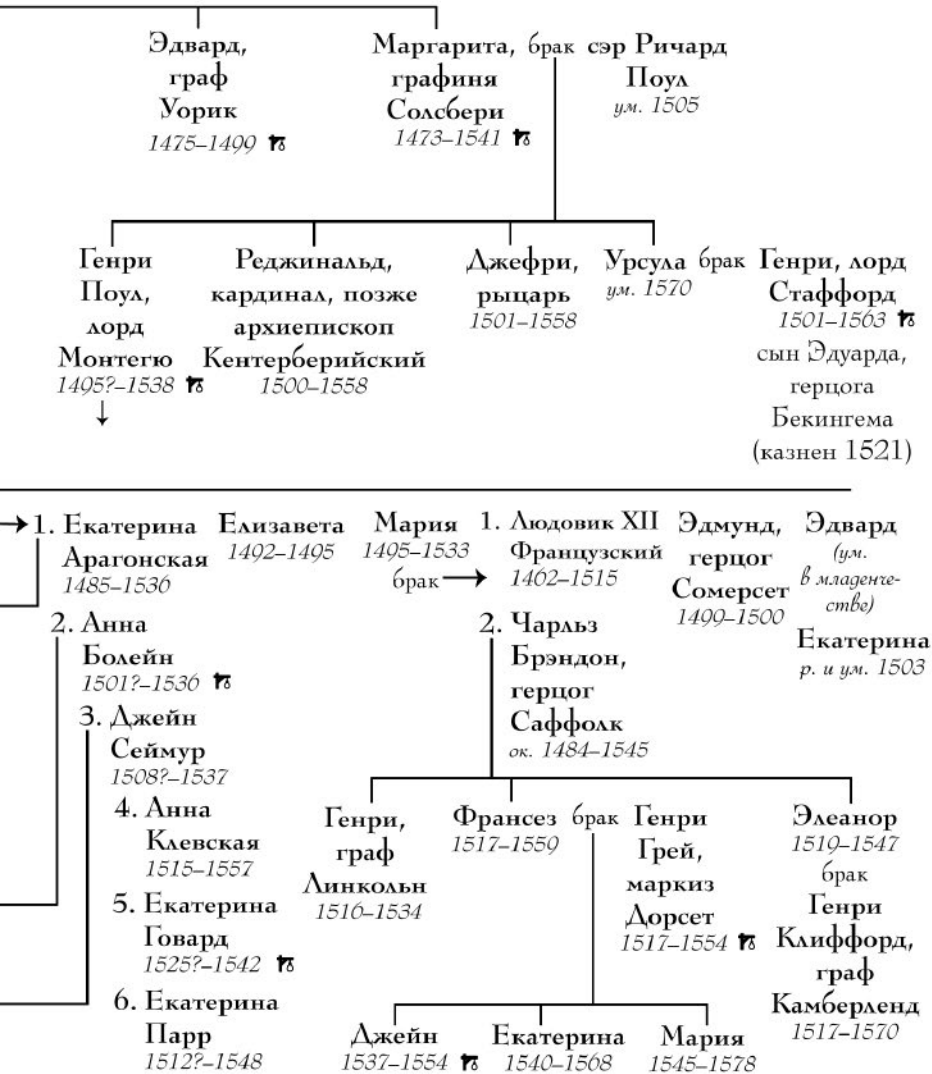 Эдвард,
граф
Уорик
1475–1499
Маргарита,
графиня
Солсбери
1473–1541
брак
сэр Ричард
Поул
ум. 1505
Генри
Поул,
лорд
Монтегю
1495?–1538
Реджинальд,
кардинал, позже
архиепископ
Кентерберийский
1500–1558
Джефри,
рыцарь
1501–1558
Урсула
ум. 1570
брак
Генри, лорд
Стаффорд
1501–1563
сын Эдуарда,
герцога
Бекингема
(казнен 1521)
1. Екатерина
Арагонская
1485–1536
2. Анна
Болейн
1501?–1536
3. Джейн
Сеймур
1508?–1537
4. Анна
Клевская
1515–1557
5. Екатерина
Говард
1525?–1542
6. Екатерина
Парр
1512?–1548
Елизавета
1492–1495
Мария
1495–1533
брак
1. Людовик XII
Французский
1462–1515
2. Чарльз
Брэндон,
герцог
Саффолк
ок. 1484–1545
Эдмунд,
герцог
Сомерсет
1499–1500
Эдвард
(ум.
в младенче-
стве)
Екатерина
р. и ум. 1503
Генри,
граф
Линкольн
1516–1534
Франсез
1517–1559
брак
Генри
Грей,
маркиз
Дорсет
1517–1554
Элеанор
1519–1547
брак
Генри
Клиффорд,
граф
Камберленд
1517–1570
Джейн
1537–1554
Екатерина
1540–1568
Мария
1545–1578